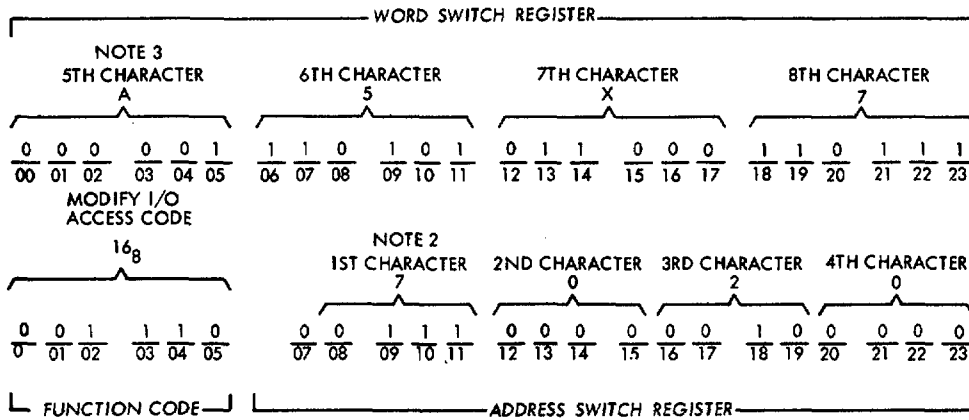 WORD SWITCH REGISTER
NOTE 3
5TH CHARACTER 6TH CHARACTER 7TH CHARACTER 8TH CHARACTER
A 5 X 7
0 0 0 0 0 1 1 1 0 1 0 1 0 1 1 0 0 0 1 1 0 1 1 1
00 01 02 03 04 05 06 07 08 09 10 11 12 13 14 15 16 17 18 19 20 21 22 23
MODIFY I/O
ACCESS CODE
16₈
NOTE 2
1ST CHARACTER 2ND CHARACTER 3RD CHARACTER 4TH CHARACTER
7 0 2 0
0 0 1 1 1 0 0 0 1 1 1 0 0 0 0 0 0 1 0 0 0 0 0
0 01 02 03 04 05 07 08 09 10 11 12 13 14 15 16 17 18 19 20 21 22 23
FUNCTION CODE ADDRESS SWITCH REGISTER